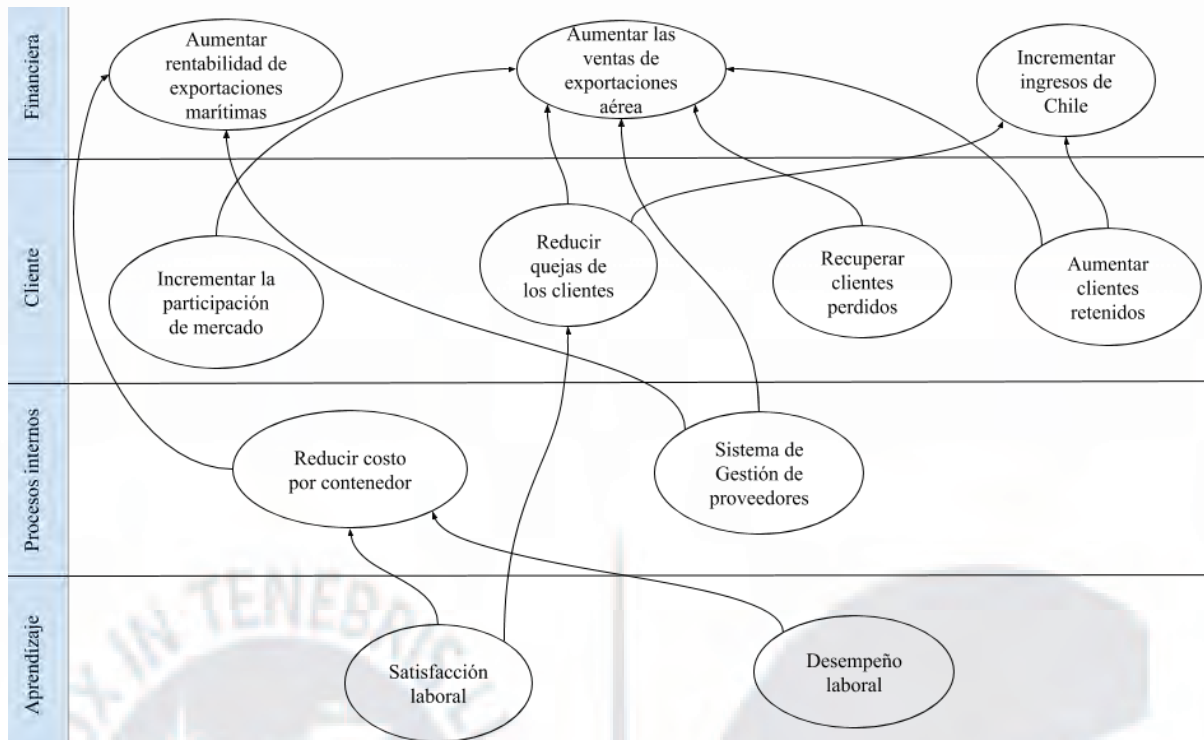 Financiera
Aumentar
rentabilidad de
exportaciones
marítimas
Aumentar las
ventas de
exportaciones
aérea
Incrementar
ingresos de
Chile
Cliente
Incrementar la
participación
de mercado
Reducir
quejas de
los clientes
Recuperar
clientes
perdidos
Aumentar
clientes
retenidos
Procesos internos
Reducir costo
por contenedor
Sistema de
Gestión de
proveedores
Aprendizaje
Satisfacción
laboral
Desempeño
laboral
IN TENEBRIS